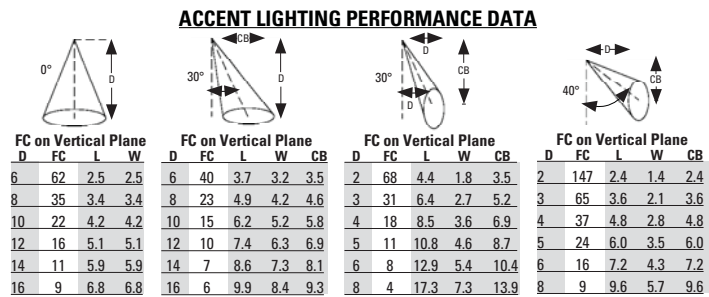 ACCENT LIGHTING PERFORMANCE DATA
0° D
CB 30° D
D 30° CB D
D 40° CB
FC on Vertical Plane FC on Vertical Plane FC on Vertical Plane FC on Vertical Plane
D FC L W D FC L W CB D FC L W CB D FC L W CB
6 62 2.5 2.5 6 40 3.7 3.2 3.5 2 68 4.4 1.8 3.5 2 147 2.4 1.4 2.4
8 35 3.4 3.4 8 23 4.9 4.2 4.6 3 31 6.4 2.7 5.2 3 65 3.6 2.1 3.6
10 22 4.2 4.2 10 15 6.2 5.2 5.8 4 18 8.5 3.6 6.9 4 37 4.8 2.8 4.8
12 16 5.1 5.1 12 10 7.4 6.3 6.9 5 11 10.8 4.6 8.7 5 24 6.0 3.5 6.0
14 11 5.9 5.9 14 7 8.6 7.3 8.1 6 8 12.9 5.4 10.4 6 16 7.2 4.3 7.2
16 9 6.8 6.8 16 6 9.9 8.4 9.3 8 4 17.3 7.3 13.9 8 9 9.6 5.7 9.6